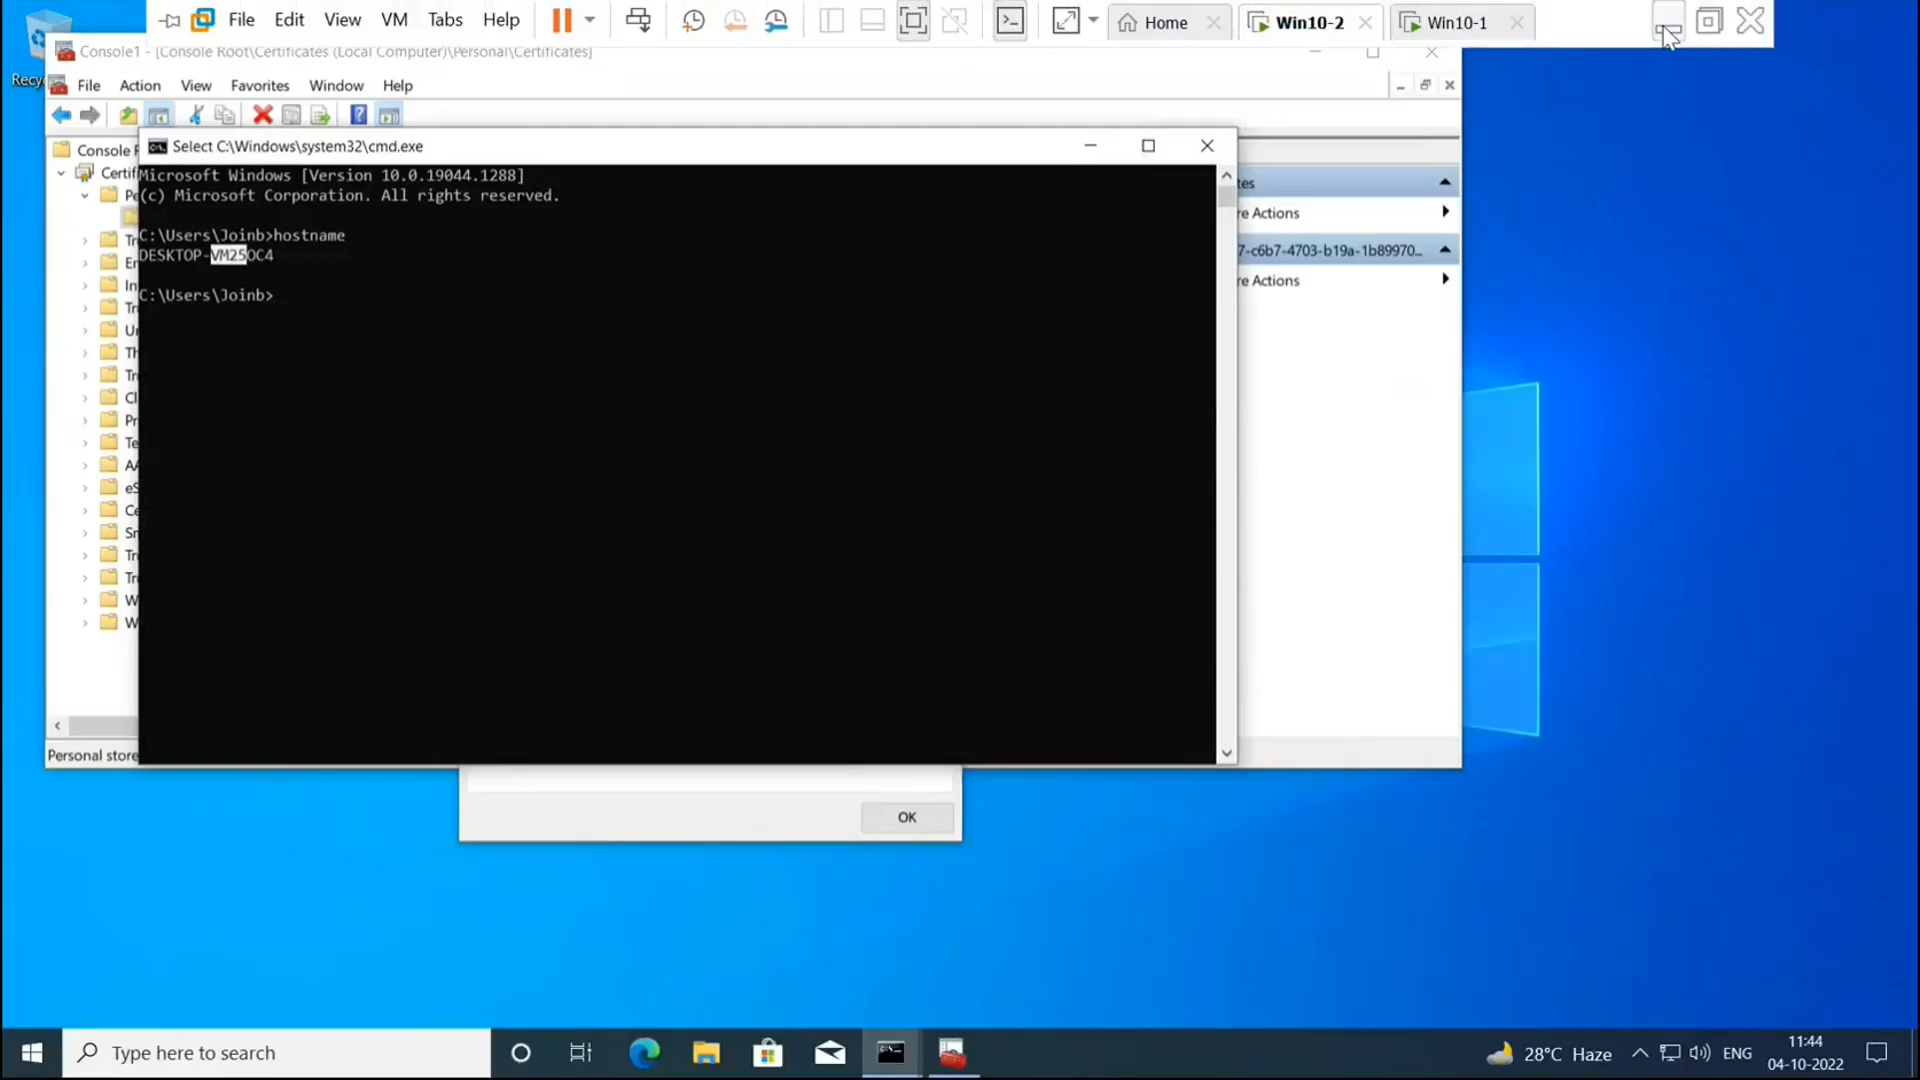 File Edit View VM Tabs Help Home Win10-2 Win10-1
Console1 - [Console Root\Certificates (Local Computer)\Personal\Certificates]
File Action View Favorites Window Help
Select C:\Windows\system32\cmd.exe
Microsoft Windows [Version 10.0.19044.1288]
(c) Microsoft Corporation. All rights reserved.
C:\Users\Joinb>hostname
DESKTOP-VM25OC4
C:\Users\Joinb>
Console
re Actions
7-c6b7-4703-b19a-1b89970...
re Actions
Personal store
OK
Type here to search
28°C Haze
ENG
11:44
04-10-2022